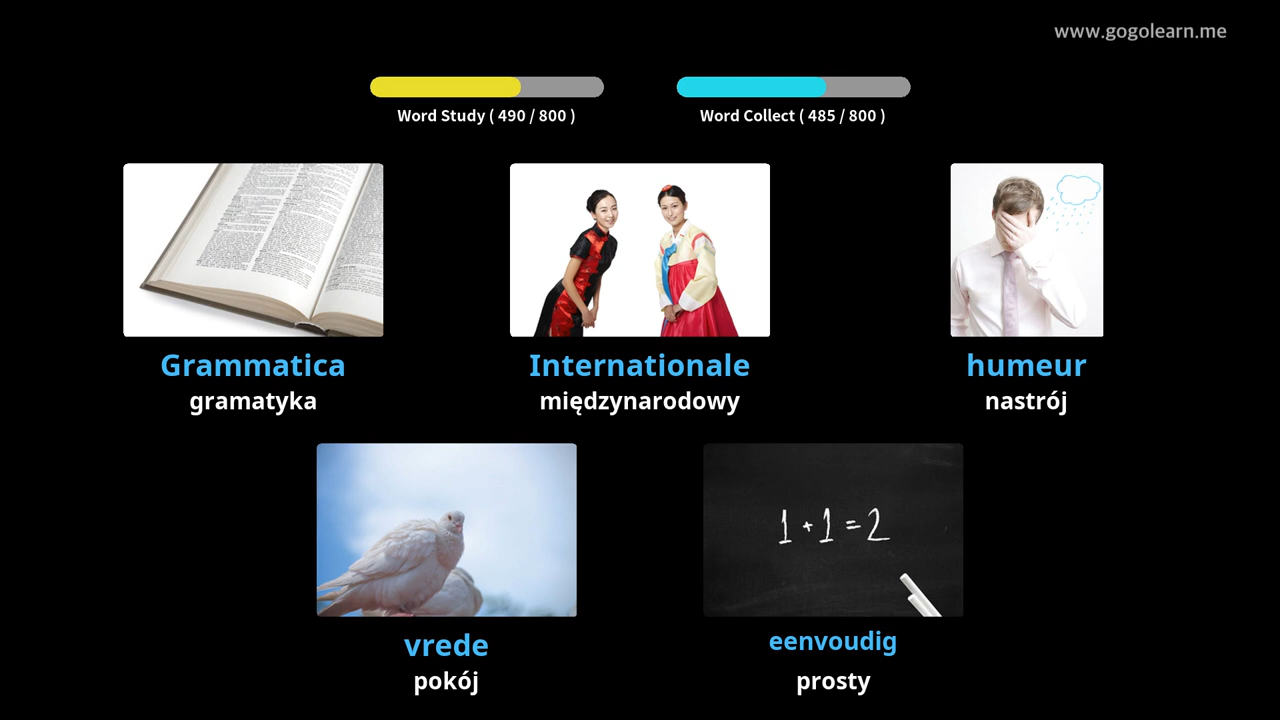 www.gogolearn.me
Word Study ( 490 / 800 )
Word Collect ( 485 / 800 )
Grammatica
gramatyka
Internationale
międzynarodowy
humeur
nastrój
1 + 1 = 2
vrede
pokój
eenvoudig
prosty